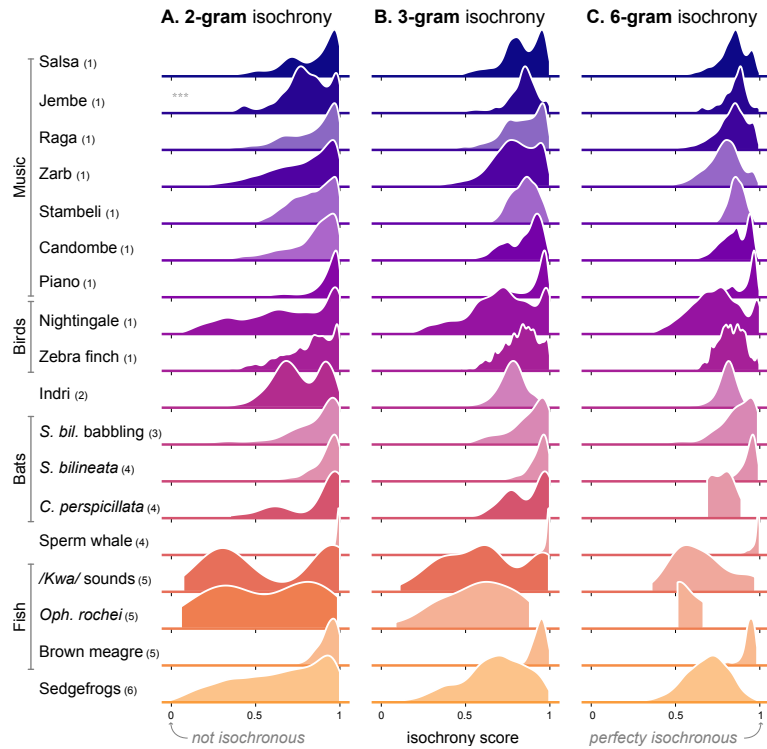 A. 2-gram isochrony
B. 3-gram isochrony
C. 6-gram isochrony
Music
Salsa (1)
Jembe (1)
***
Raga (1)
Zarb (1)
Stambeli (1)
Candombe (1)
Piano (1)
Birds
Nightingale (1)
Zebra finch (1)
Indri (2)
Bats
S. bil. babbling (3)
S. bilineata (4)
C. perspicillata (4)
Sperm whale (4)
Fish
/Kwa/ sounds (5)
Oph. rochei (5)
Brown meagre (5)
Sedgefrogs (6)
0 0.5 1 0 0.5 1 0 0.5 1
not isochronous
isochrony score
perfecty isochronous